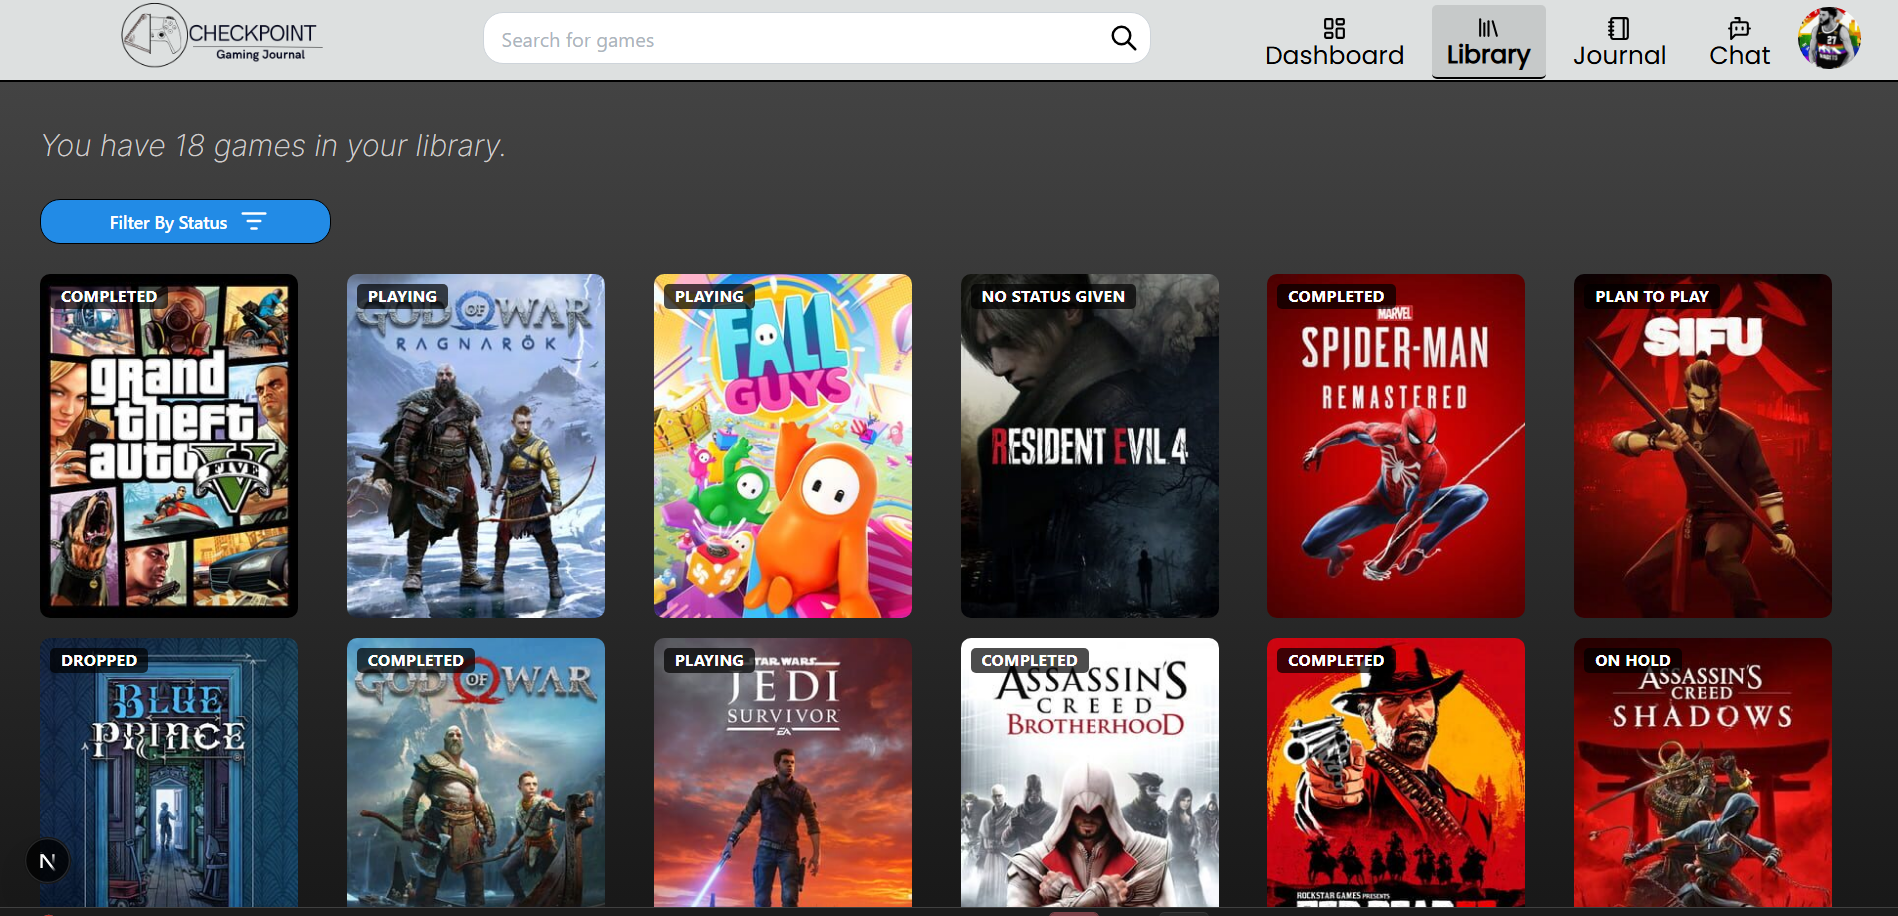 CHECKPOINT
Gaming Journal
Search for games
Dashboard
Library
Journal
Chat
27
You have 18 games in your library.
Filter By Status
COMPLETED
grand
theft
auto
FIVE
V
PLAYING
GOD OF WAR
RAGNARÖK
PLAYING
FALL
GUYS
NO STATUS GIVEN
RESIDENT EVIL 4
COMPLETED
MARVEL
SPIDER-MAN
REMASTERED
PLAN TO PLAY
SIFU
DROPPED
BLUE
PRINCE
COMPLETED
GOD OF WAR
PLAYING
STAR WARS
JEDI
SURVIVOR
EA
COMPLETED
ASSASSIN'S
CREED
BROTHERHOOD
COMPLETED
ROCKSTAR GAMES PRESENTS
ON HOLD
ASSASSIN'S
CREED
SHADOWS
N